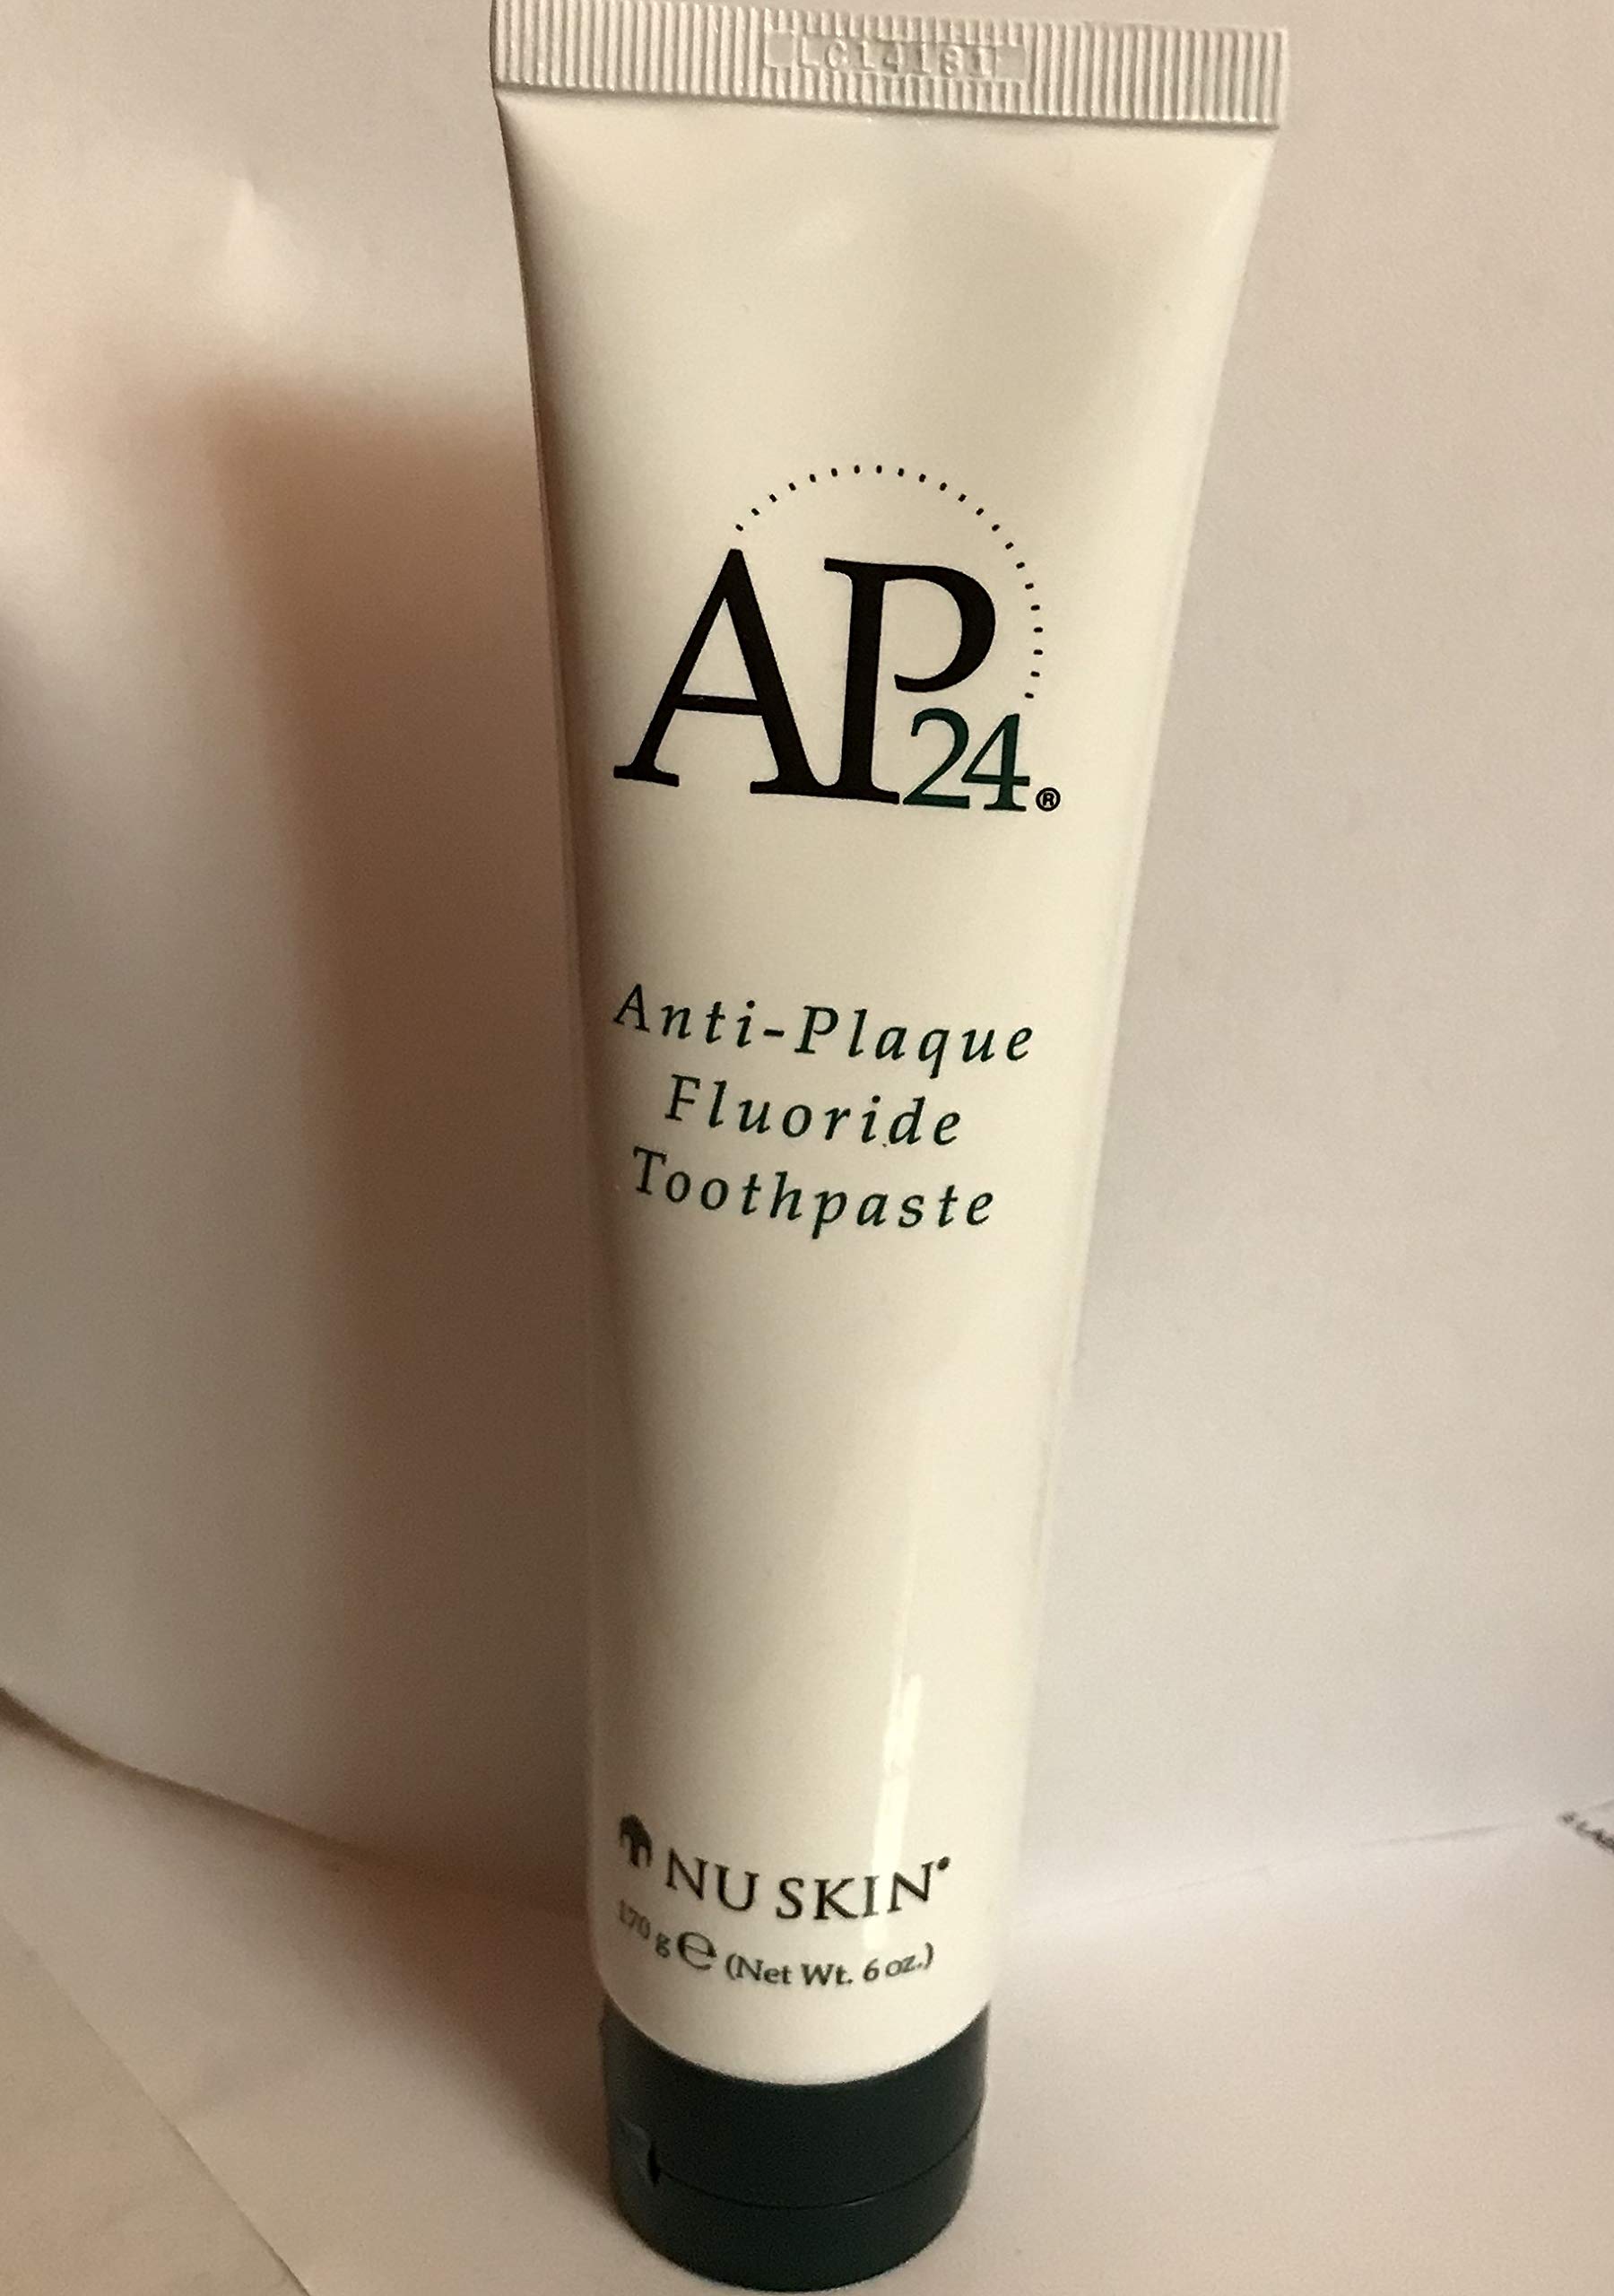 LC14181
AP24®
Anti-Plaque
Fluoride
Toothpaste
NU SKIN®
170 g ℮ (Net Wt. 6 oz.)